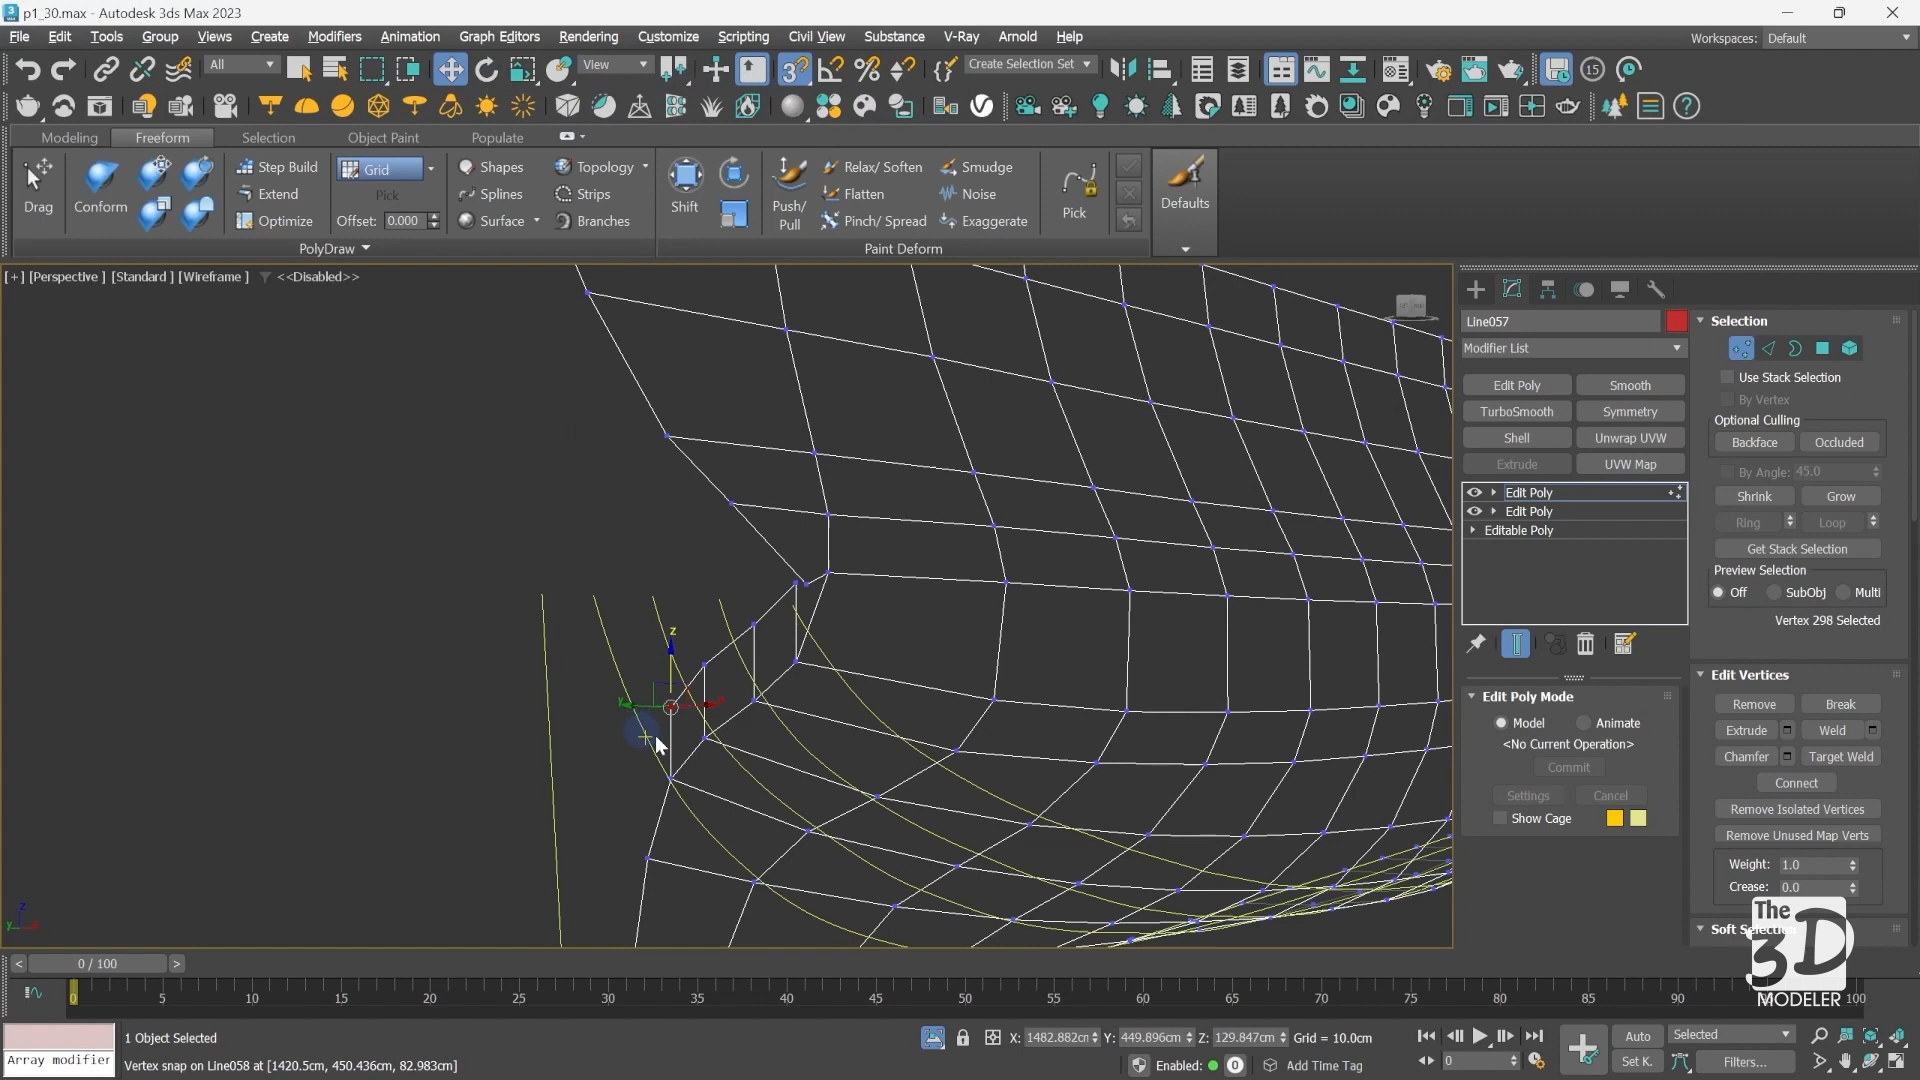 p1_30.max - Autodesk 3ds Max 2023
File Edit Tools Group Views Create Modifiers Animation Graph Editors Rendering Customize Scripting Civil View Substance V-Ray Arnold Help
Workspaces: Default
All
View
Create Selection Set
15
Modeling Freeform Selection Object Paint Populate
Drag
Conform
Step Build
Extend
Optimize
Grid
Pick
Offset: 0.000
Shapes
Splines
Surface
Topology
Strips
Branches
PolyDraw
Shift
Push/
Pull
Relax/ Soften
Flatten
Pinch/ Spread
Smudge
Noise
Exaggerate
Pick
Paint Deform
Defaults
[+] [Perspective ] [Standard ] [Wireframe ] <<Disabled>>
z
y
z
y
Line057
Modifier List
Edit Poly Smooth
TurboSmooth Symmetry
Shell Unwrap UVW
Extrude UVW Map
Edit Poly
Edit Poly
Editable Poly
Edit Poly Mode
Model Animate
<No Current Operation>
Commit
Settings Cancel
Show Cage
Selection
Use Stack Selection
By Vertex
Optional Culling
Backface Occluded
By Angle: 45.0
Shrink Grow
Ring Loop
Get Stack Selection
Preview Selection
Off SubObj Multi
Vertex 298 Selected
Edit Vertices
Remove Break
Extrude Weld
Chamfer Target Weld
Connect
Remove Isolated Vertices
Remove Unused Map Verts
Weight: 1.0
Crease: 0.0
Soft Selection
The
3D
MODELER
< 0 / 100 >
0 5 10 15 20 25 30 35 40 45 50 55 60 65 70 75 80 85 90 100
Array modifier
1 Object Selected
Vertex snap on Line058 at [1420.5cm, 450.436cm, 82.983cm]
X: 1482.882cm Y: 449.896cm Z: 129.847cm Grid = 10.0cm
Enabled: 0 Add Time Tag
0
Auto Selected
Set K. Filters...